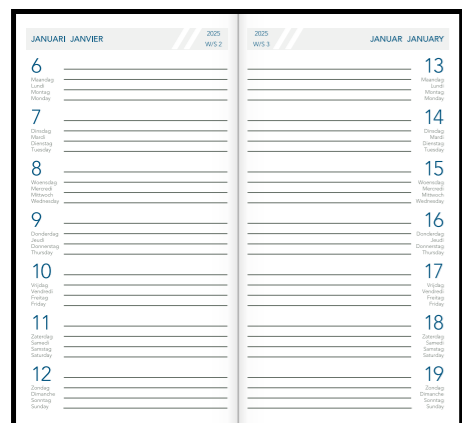 JANUARI JANVIER
2025
W/S.2
6
Maandag
Lundi
Montag
Monday
7
Dinsdag
Mardi
Dienstag
Tuesday
8
Woensdag
Mercredi
Mittwoch
Wednesday
9
Donderdag
Jeudi
Donnerstag
Thursday
10
Vrijdag
Vendredi
Freitag
Friday
11
Zaterdag
Samedi
Samstag
Saturday
12
Zondag
Dimanche
Sonntag
Sunday
2025
W/S.3
JANUAR JANUARY
13
Maandag
Lundi
Montag
Monday
14
Dinsdag
Mardi
Dienstag
Tuesday
15
Woensdag
Mercredi
Mittwoch
Wednesday
16
Donderdag
Jeudi
Donnerstag
Thursday
17
Vrijdag
Vendredi
Freitag
Friday
18
Zaterdag
Samedi
Samstag
Saturday
19
Zondag
Dimanche
Sonntag
Sunday